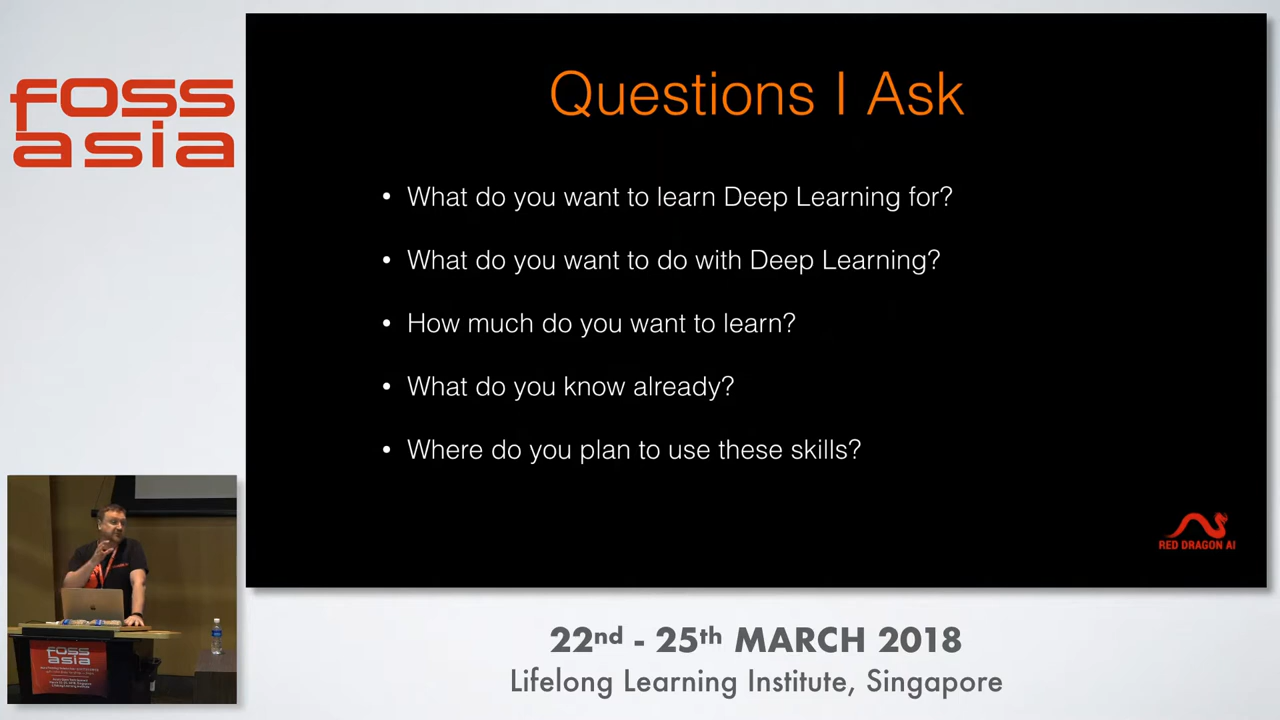 foss
asia
Questions I Ask
• What do you want to learn Deep Learning for?
• What do you want to do with Deep Learning?
• How much do you want to learn?
• What do you know already?
• Where do you plan to use these skills?
RED DRAGON AI
foss
asia
22nd - 25th MARCH 2018
Lifelong Learning Institute, Singapore